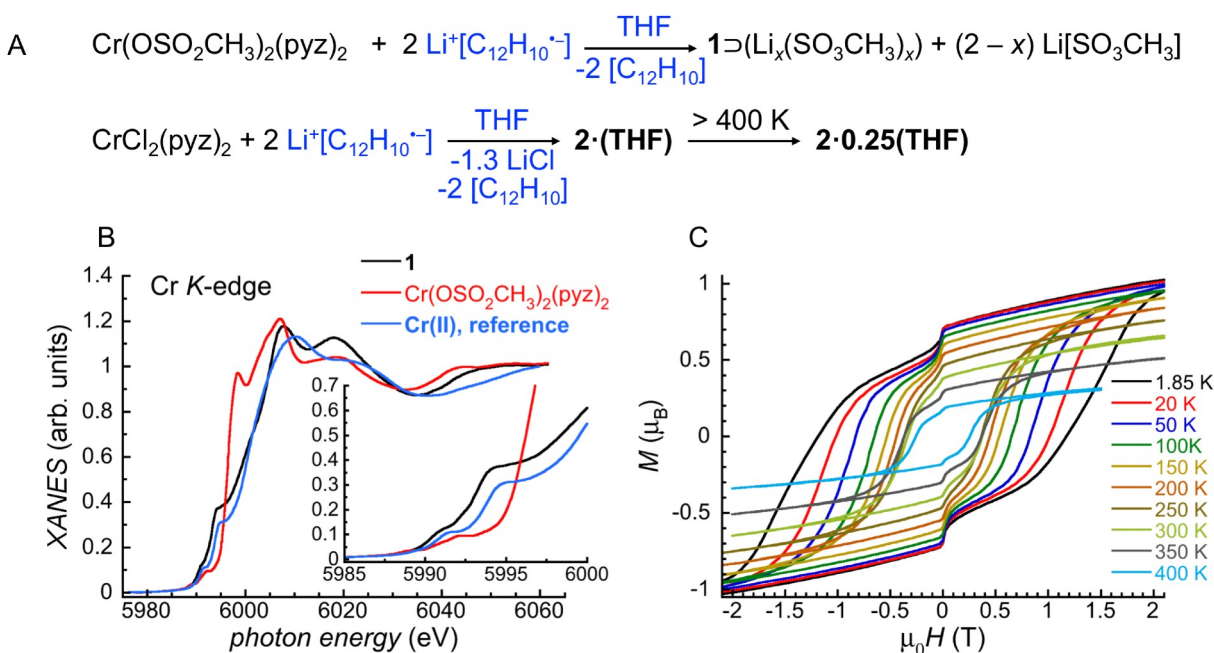 A
Cr(OSO₂CH₃)₂(pyz)₂ + 2 Li⁺[C₁₂H₁₀•⁻] THF -2 [C₁₂H₁₀] 1⊃(Liₓ(SO₃CH₃)ₓ) + (2 – x) Li[SO₃CH₃]
CrCl₂(pyz)₂ + 2 Li⁺[C₁₂H₁₀•⁻] THF -1.3 LiCl -2 [C₁₂H₁₀] 2·(THF) > 400 K 2·0.25(THF)
B
Cr K-edge
1
Cr(OSO₂CH₃)₂(pyz)₂
Cr(II), reference
XANES (arb. units)
1.4
1.2
1
0.8
0.6
0.4
0.2
0
5980 6000 6020 6040 6060
photon energy (eV)
0.7
0.6
0.5
0.4
0.3
0.2
0.1
0
5985 5990 5995 6000
C
M (μB)
1
0.5
0
-0.5
-1
-2 -1.5 -1 -0.5 0 0.5 1 1.5 2
μ₀H (T)
1.85 K
20 K
50 K
100K
150 K
200 K
250 K
300 K
350 K
400 K